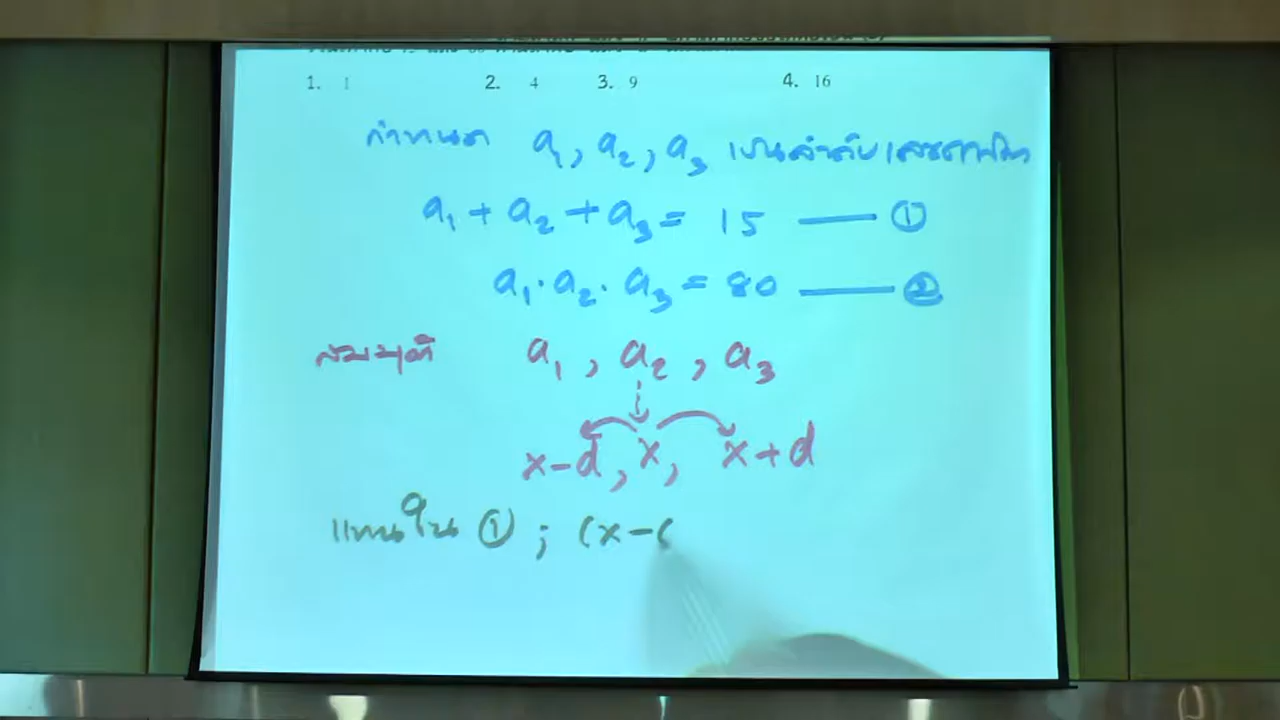 1. 1 2. 4 3. 9 4. 16
กำหนด a₁, a₂, a₃ เป็นลำดับเลขคณิต
a₁ + a₂ + a₃ = 15 —— ①
a₁ · a₂ · a₃ = 80 —— ②
สมมุติ a₁ , a₂ , a₃
x-d , x , x+d
แทนใน ① ; (x-